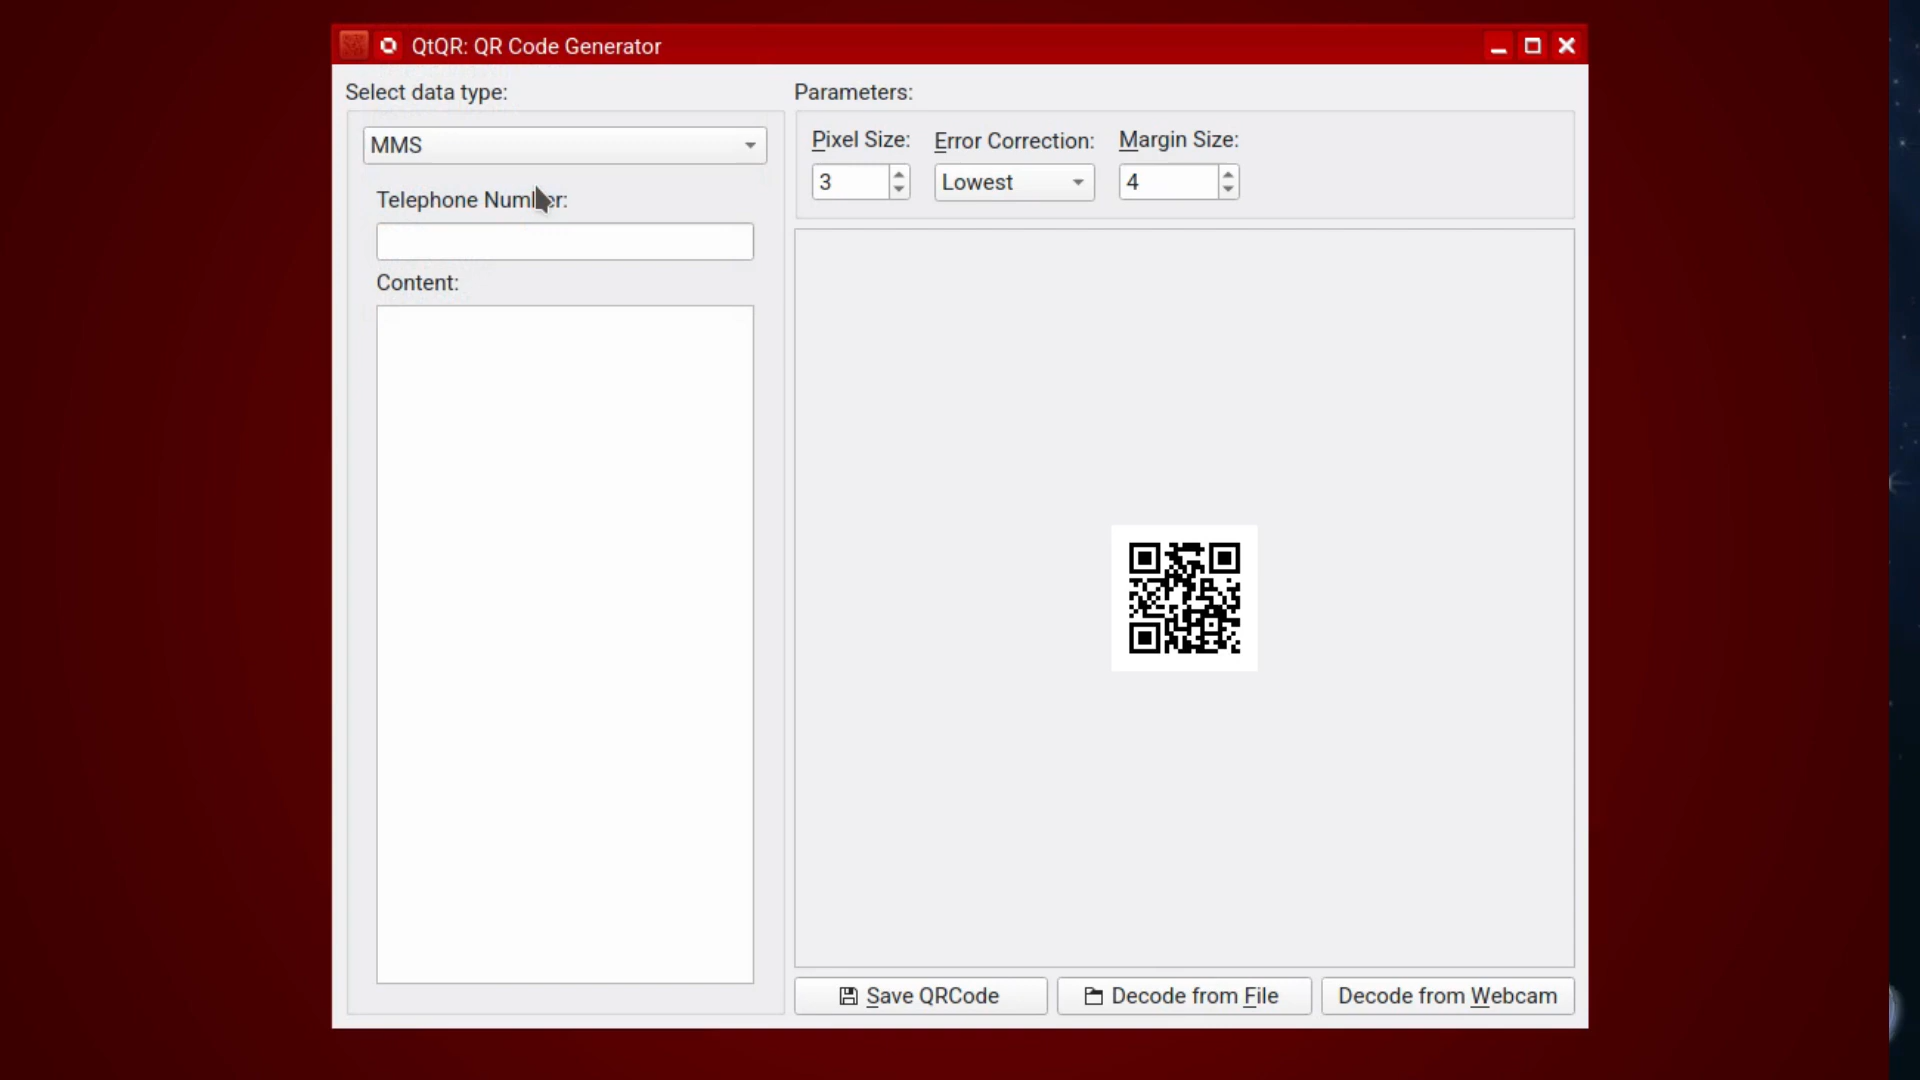 QtQR: QR Code Generator
Select data type:
MMS
Telephone Number:
Content:
Parameters:
Pixel Size:
Error Correction:
Margin Size:
3
Lowest
4
Save QRCode
Decode from File
Decode from Webcam